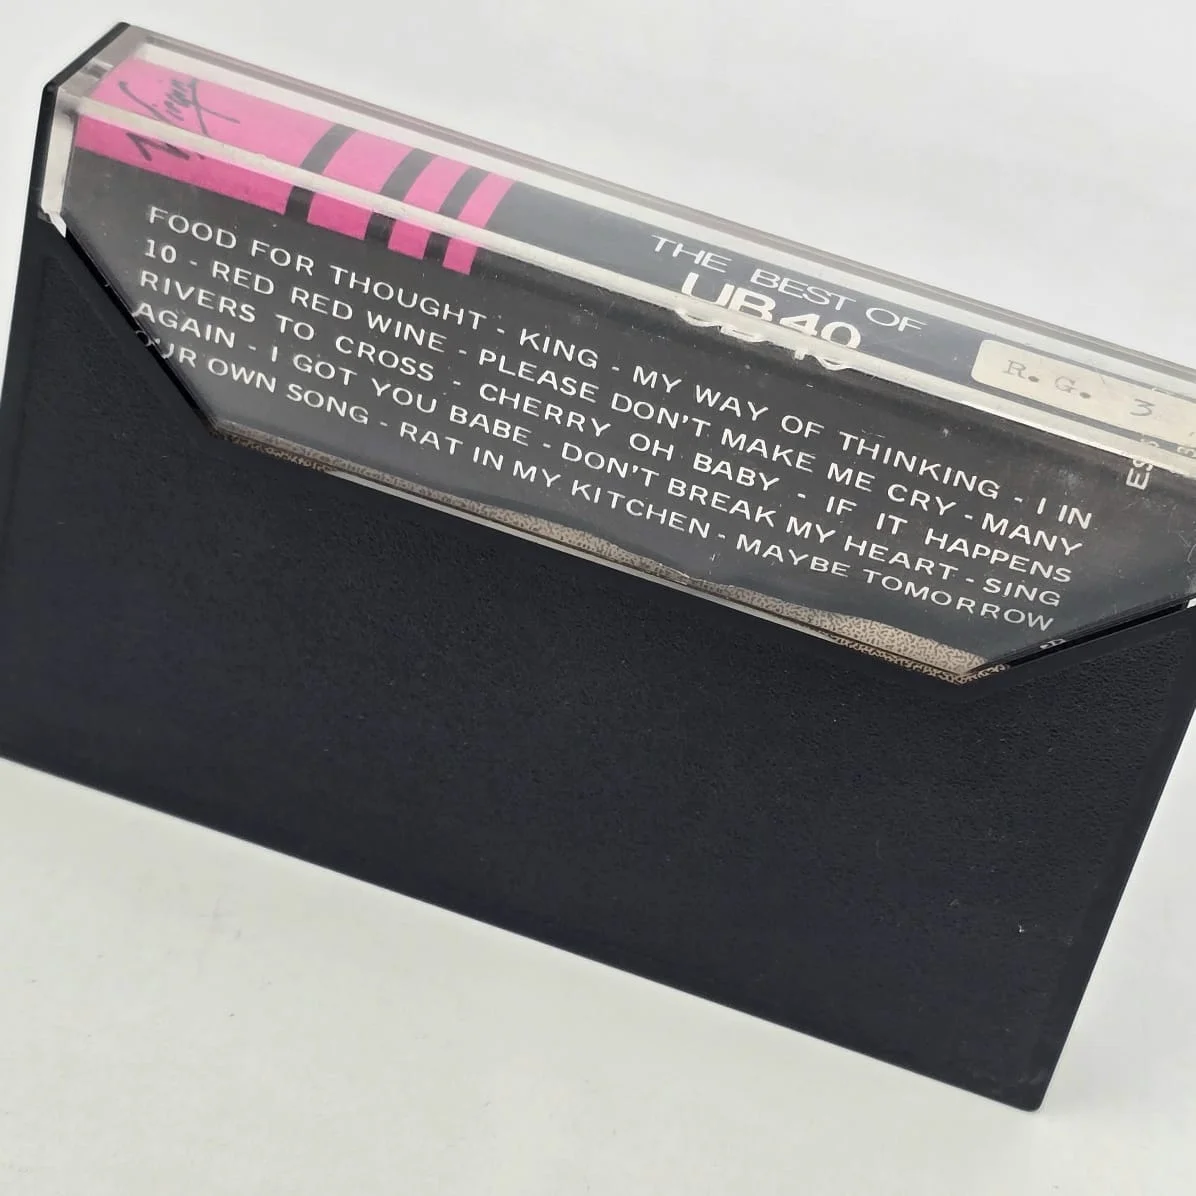 Virgin
THE BEST OF
UB40
R. G. 3
FOOD FOR THOUGHT - KING - MY WAY OF THINKING - I IN
10 - RED RED WINE - PLEASE DON'T MAKE ME CRY - MANY
RIVERS TO CROSS - CHERRY OH BABY - IF IT HAPPENS
AGAIN - I GOT YOU BABE - DON'T BREAK MY HEART - SING
OUR OWN SONG - RAT IN MY KITCHEN - MAYBE TOMORROW